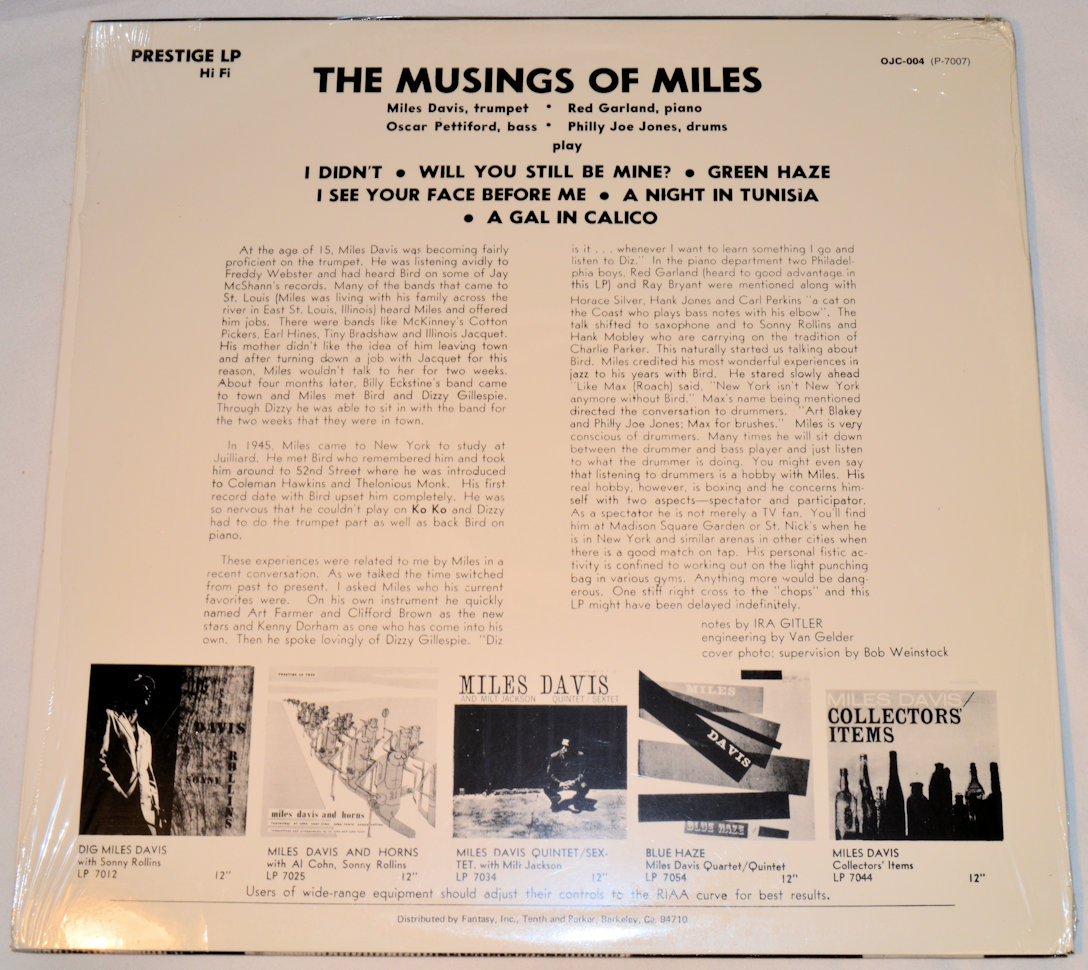 PRESTIGE LP
Hi Fi
OJC-004 (P-7007)
THE MUSINGS OF MILES
Miles Davis, trumpet • Red Garland, piano
Oscar Pettiford, bass • Philly Joe Jones, drums
play
I DIDN'T • WILL YOU STILL BE MINE? • GREEN HAZE
I SEE YOUR FACE BEFORE ME • A NIGHT IN TUNISiA
• A GAL IN CALICO
At the age of 15, Miles Davis was becoming fairly
proficient on the trumpet. He was listening avidly to
Freddy Webster and had heard Bird on some of Jay
McShann's records. Many of the bands that came to
St. Louis (Miles was living with his family across the
river in East St. Louis, Illinois) heard Miles and offered
him jobs. There were bands like McKinney's Cotton
Pickers, Earl Hines, Tiny Bradshaw and Illinois Jacquet.
His mother didn't like the idea of him leaving town
and after turning down a job with Jacquet for this
reason, Miles wouldn't talk to her for two weeks.
About four months later, Billy Eckstine's band came
to town and Miles met Bird and Dizzy Gillespie.
Through Dizzy he was able to sit in with the band for
the two weeks that they were in town.
In 1945, Miles came to New York to study at
Juilliard. He met Bird who remembered him and took
him around to 52nd Street where he was introduced
to Coleman Hawkins and Thelonious Monk. His first
record date with Bird upset him completely. He was
so nervous that he couldn't play on Ko Ko and Dizzy
had to do the trumpet part as well as back Bird on
piano.
These experiences were related to me by Miles in a
recent conversation. As we talked the time switched
from past to present. I asked Miles who his current
favorites were. On his own instrument he quickly
named Art Farmer and Clifford Brown as the new
stars and Kenny Dorham as one who has come into his
own. Then he spoke lovingly of Dizzy Gillespie. "Diz
is it . . . whenever I want to learn something I go and
listen to Diz." In the piano department two Philadel-
phia boys, Red Garland (heard to good advantage in
this LP) and Ray Bryant were mentioned along with
Horace Silver, Hank Jones and Carl Perkins "a cat on
the Coast who plays bass notes with his elbow". The
talk shifted to saxophone and to Sonny Rollins and
Hank Mobley who are carrying on the tradition of
Charlie Parker. This naturally started us talking about
Bird. Miles credited his most wonderful experiences in
jazz to his years with Bird. He stared slowly ahead
"Like Max (Roach) said, "New York isn't New York
anymore without Bird." Max's name being mentioned
directed the conversation to drummers. "Art Blakey
and Philly Joe Jones; Max for brushes." Miles is very
conscious of drummers. Many times he will sit down
between the drummer and bass player and just listen
to what the drummer is doing. You might even say
that listening to drummers is a hobby with Miles. His
real hobby, however, is boxing and he concerns him-
self with two aspects—spectator and participator.
As a spectator he is not merely a TV fan. You'll find
him at Madison Square Garden or St. Nick's when he
is in New York and similar arenas in other cities when
there is a good match on tap. His personal fistic ac-
tivity is confined to working out on the light punching
bag in various gyms. Anything more would be dang-
erous. One stiff right cross to the "chops" and this
LP might have been delayed indefinitely.
notes by IRA GITLER
engineering by Van Gelder
cover photo; supervision by Bob Weinstock
DIG
MILES
DAVIS
SONNY
ROLLINS
PRESTIGE LP 7025
miles davis and horns
MILES DAVIS
AND MILT JACKSON QUINTET/SEXTET
MILES
DAVIS
BLUE HAZE
MILES DAVIS
COLLECTORS'
ITEMS
DIG MILES DAVIS
with Sonny Rollins
LP 7012 12"
MILES DAVIS AND HORNS
with Al Cohn, Sonny Rollins
LP 7025 12"
MILES DAVIS QUINTET/SEX-
TET, with Milt Jackson
LP 7034 12"
BLUE HAZE
Miles Davis Quartet/Quintet
LP 7054 12"
MILES DAVIS
Collectors' Items
LP 7044 12"
Users of wide-range equipment should adjust their controls to the RIAA curve for best results.
Distributed by Fantasy, Inc., Tenth and Parker, Berkeley, Ca. 94710